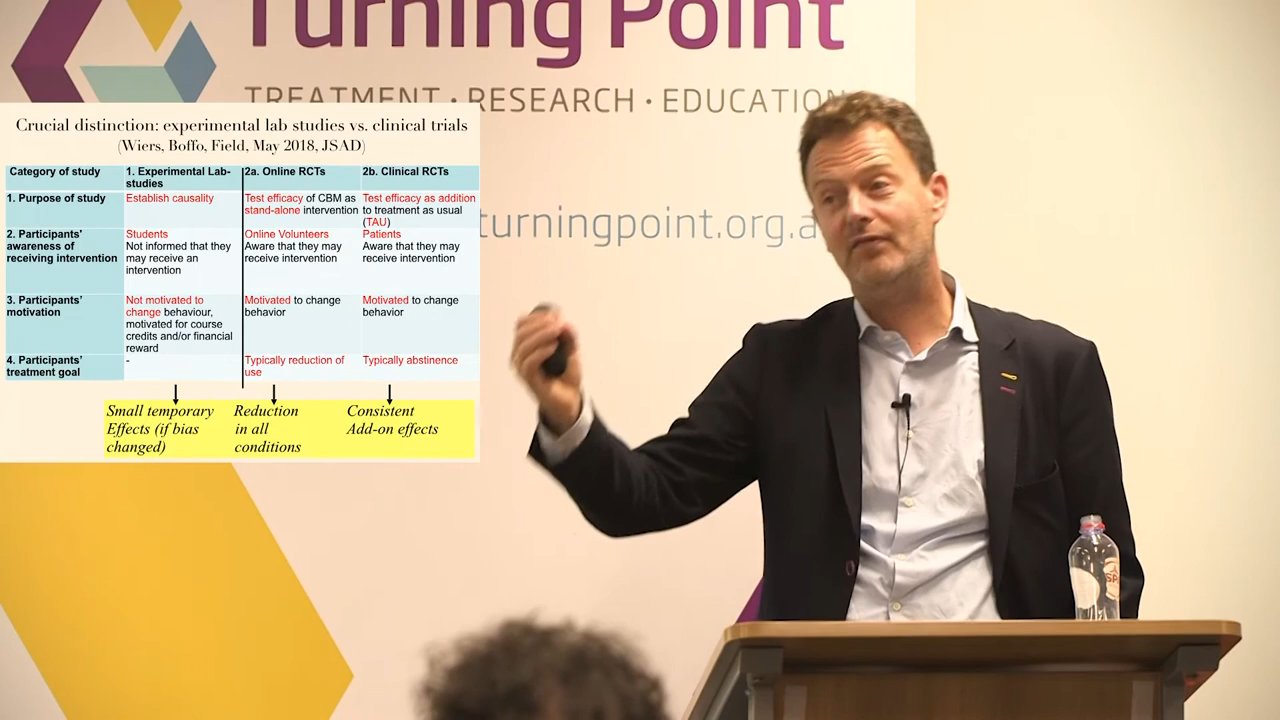 Turning Point
TREATMENT · RESEARCH · EDUCATION
turningpoint.org.a
Crucial distinction: experimental lab studies vs. clinical trials
(Wiers, Boffo, Field, May 2018, JSAD)
Category of study
1. Experimental Lab-
studies
2a. Online RCTs
2b. Clinical RCTs
1. Purpose of study
Establish causality
Test efficacy of CBM as
stand-alone intervention
Test efficacy as addition
to treatment as usual
(TAU)
2. Participants'
awareness of
receiving intervention
Students
Not informed that they
may receive an
intervention
Online Volunteers
Aware that they may
receive intervention
Patients
Aware that they may
receive intervention
3. Participants'
motivation
Not motivated to
change behaviour,
motivated for course
credits and/or financial
reward
Motivated to change
behavior
Motivated to change
behavior
4. Participants'
treatment goal
-
Typically reduction of
use
Typically abstinence
Small temporary
Effects (if bias
changed)
Reduction
in all
conditions
Consistent
Add-on effects